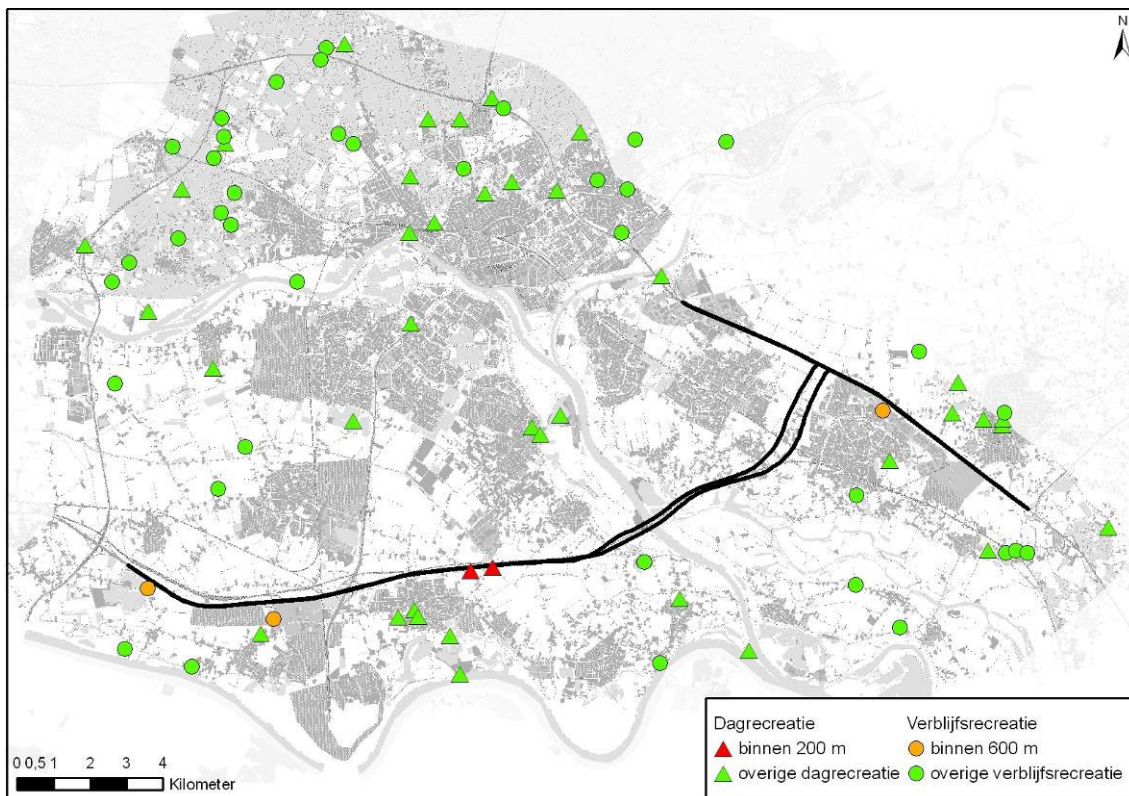 N
Dagrecreatie
binnen 200 m
overige dagrecreatie
Verblijfsrecreatie
binnen 600 m
overige verblijfsrecreatie
0 0,5 1 2 3 4
Kilometer